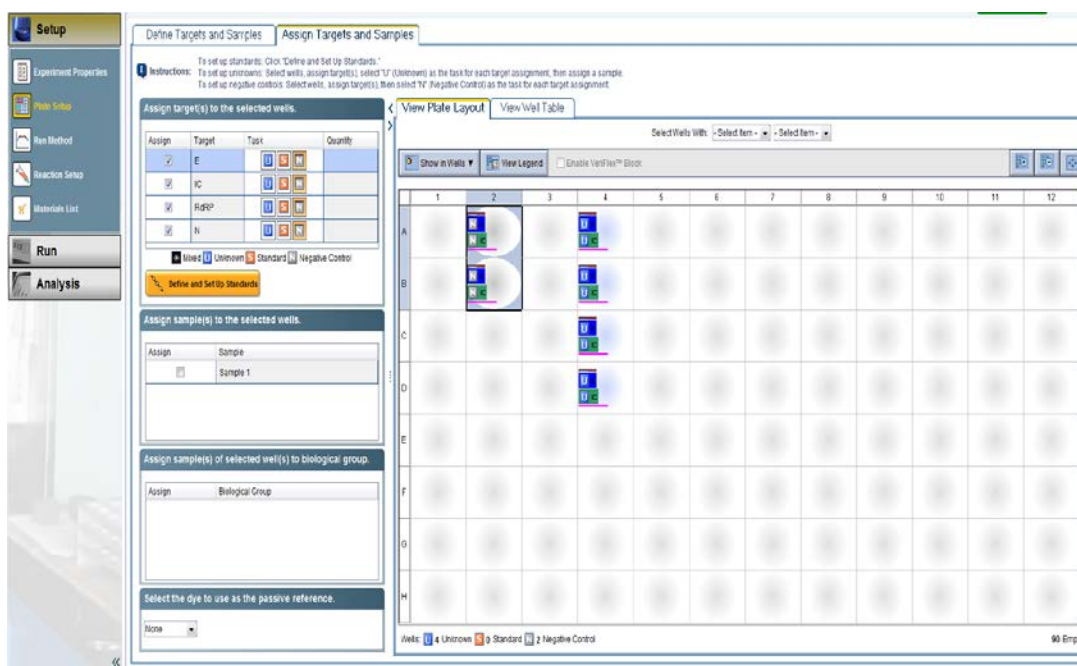 Setup
Experiment Properties
Plate Setup
Run Method
Reaction Setup
Materials List
Run
Analysis
Define Targets and Samples
Assign Targets and Samples
Instructions:
To set up standards: Click "Define and Set Up Standards."
To set up unknowns: Select wells, assign target(s), select "U" (Unknown) as the task for each target assignment, then assign a sample.
To set up negative controls: Select wells, assign target(s), then select "N" (Negative Control) as the task for each target assignment.
Assign target(s) to the selected wells.
Assign Target Task Quantity
E U S N
IC U S N
RdRP U S N
N U S N
Mixed U Unknown S Standard N Negative Control
Define and Set Up Standards
Assign sample(s) to the selected wells.
Assign Sample
Sample 1
Assign sample(s) of selected well(s) to biological group.
Assign Biological Group
Select the dye to use as the passive reference.
None
View Plate Layout
View Well Table
Select Wells With: - Select Item - - Select Item -
Show in Wells ▼ View Legend Enable VeriFlex™ Block
1 2 3 4 5 6 7 8 9 10 11 12
A N U
N C U C
B N U
N C U C
C U
U C
D U
U C
E
F
G
H
Wells: U 4 Unknown S 0 Standard N 2 Negative Control
90 Emp